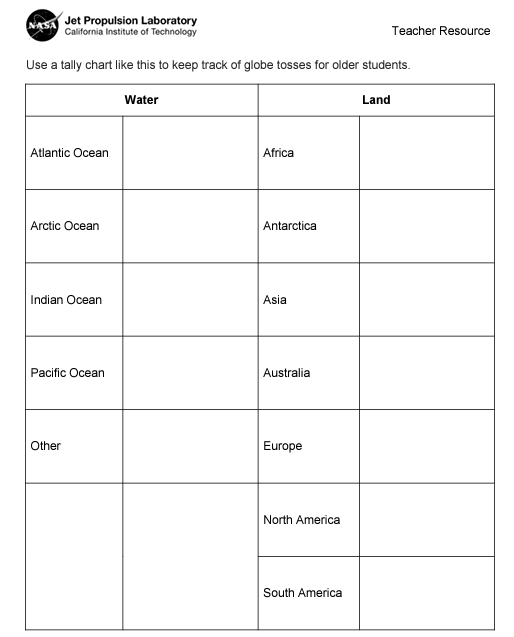 NASA
Jet Propulsion Laboratory
California Institute of Technology
Teacher Resource
Use a tally chart like this to keep track of globe tosses for older students.
Water Land
Atlantic Ocean Africa
Arctic Ocean Antarctica
Indian Ocean Asia
Pacific Ocean Australia
Other Europe
North America
South America